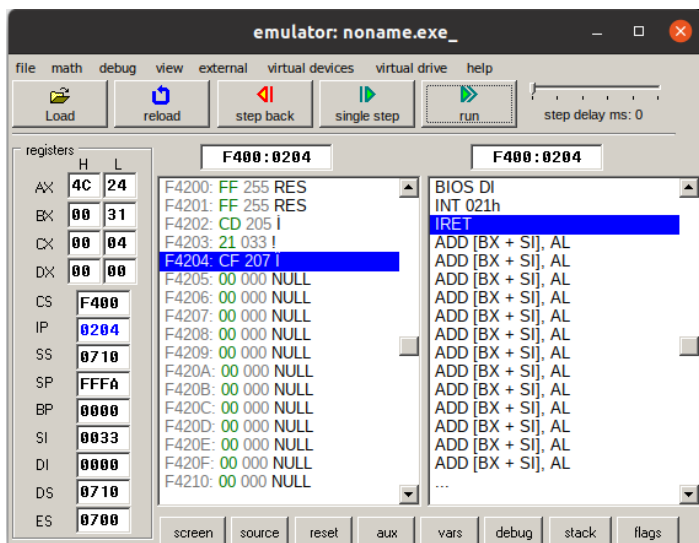 emulator: noname.exe_
file math debug view external virtual devices virtual drive help
Load reload step back single step run step delay ms: 0
registers
H L
AX 4C 24
BX 00 31
CX 00 04
DX 00 00
CS F400
IP 0204
SS 0710
SP FFFA
BP 0000
SI 0033
DI 0000
DS 0710
ES 0700
F400:0204
F4200: FF 255 RES
F4201: FF 255 RES
F4202: CD 205 İ
F4203: 21 033 !
F4204: CF 207 Ï
F4205: 00 000 NULL
F4206: 00 000 NULL
F4207: 00 000 NULL
F4208: 00 000 NULL
F4209: 00 000 NULL
F420A: 00 000 NULL
F420B: 00 000 NULL
F420C: 00 000 NULL
F420D: 00 000 NULL
F420E: 00 000 NULL
F420F: 00 000 NULL
F4210: 00 000 NULL
F400:0204
BIOS DI
INT 021h
IRET
ADD [BX + SI], AL
ADD [BX + SI], AL
ADD [BX + SI], AL
ADD [BX + SI], AL
ADD [BX + SI], AL
ADD [BX + SI], AL
ADD [BX + SI], AL
ADD [BX + SI], AL
ADD [BX + SI], AL
ADD [BX + SI], AL
ADD [BX + SI], AL
ADD [BX + SI], AL
ADD [BX + SI], AL
...
screen source reset aux vars debug stack flags